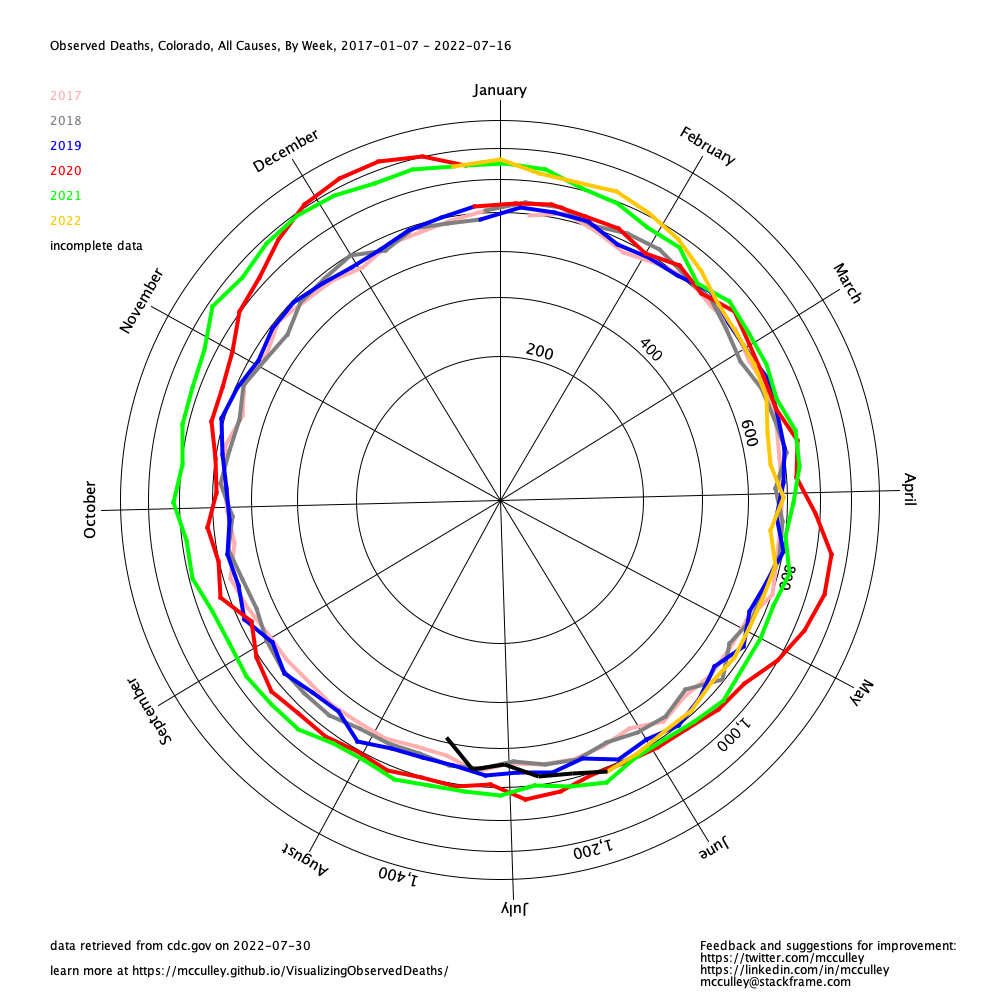 Observed Deaths, Colorado, All Causes, By Week, 2017-01-07 - 2022-07-16
January
2017
2018
2019
2020
2021
2022
incomplete data
December
February
November
March
200
400
600
October
April
800
September
May
1,000
August
June
1,200
1,400
July
data retrieved from cdc.gov on 2022-07-30
learn more at https://mcculley.github.io/VisualizingObservedDeaths/
Feedback and suggestions for improvement:
https://twitter.com/mcculley
https://linkedin.com/in/mcculley
mcculley@stackframe.com